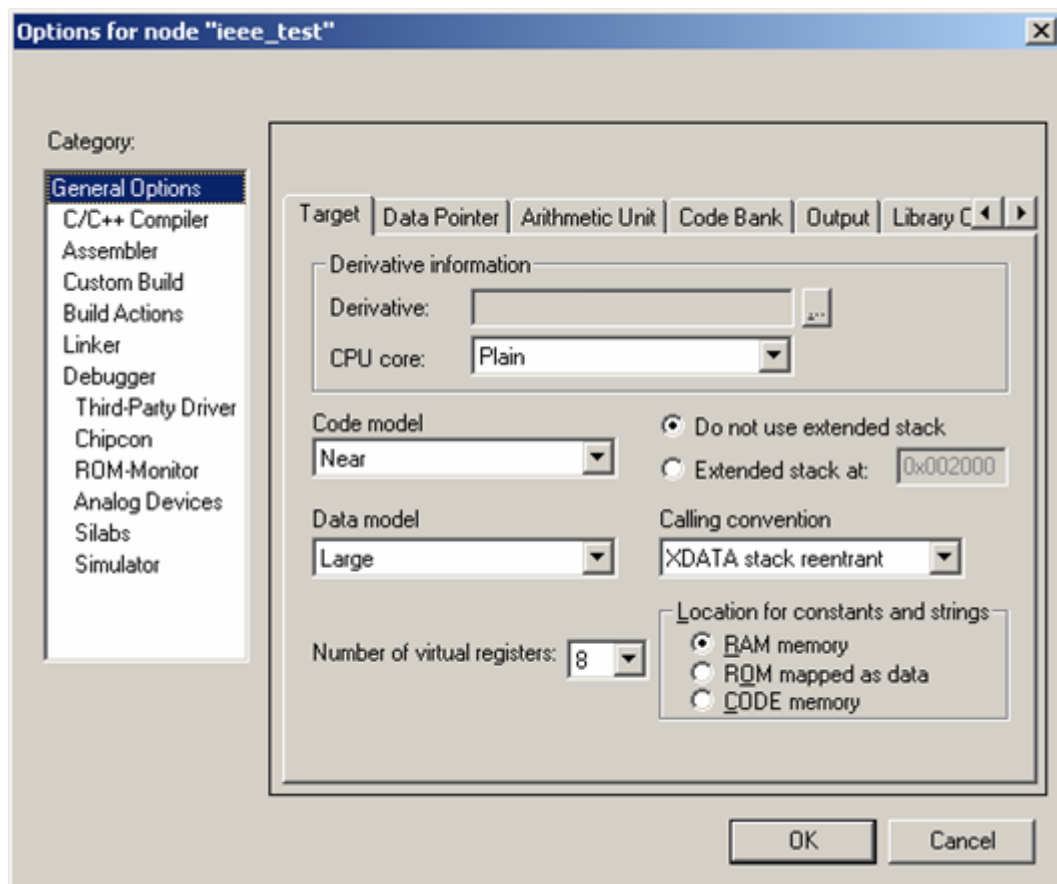 Options for node "ieee_test"
Category:
General Options
C/C++ Compiler
Assembler
Custom Build
Build Actions
Linker
Debugger
Third-Party Driver
Chipcon
ROM-Monitor
Analog Devices
Silabs
Simulator
Target Data Pointer Arithmetic Unit Code Bank Output Library
Derivative information
Derivative:
...
CPU core: Plain
Code model
Near
Do not use extended stack
Extended stack at: 0x002000
Data model
Large
Calling convention
XDATA stack reentrant
Number of virtual registers: 8
Location for constants and strings
RAM memory
ROM mapped as data
CODE memory
OK Cancel